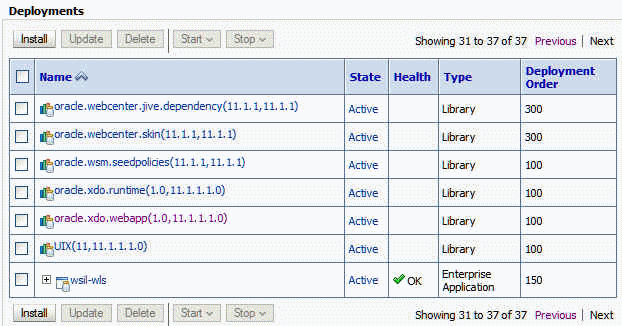 Deployments
Install Update Delete Start Stop Showing 31 to 37 of 37 Previous | Next
Name State Health Type Deployment Order
oracle.webcenter.jive.dependency(11.1.1,11.1.1) Active Library 300
oracle.webcenter.skin(11.1.1,11.1.1) Active Library 300
oracle.wsm.seedpolicies(11.1.1,11.1.1) Active Library 100
oracle.xdo.runtime(1.0,11.1.1.1.0) Active Library 100
oracle.xdo.webapp(1.0,11.1.1.1.0) Active Library 100
UIX(11,11.1.1.1.0) Active Library 100
wsil-wls Active OK Enterprise Application 150
Install Update Delete Start Stop Showing 31 to 37 of 37 Previous | Next